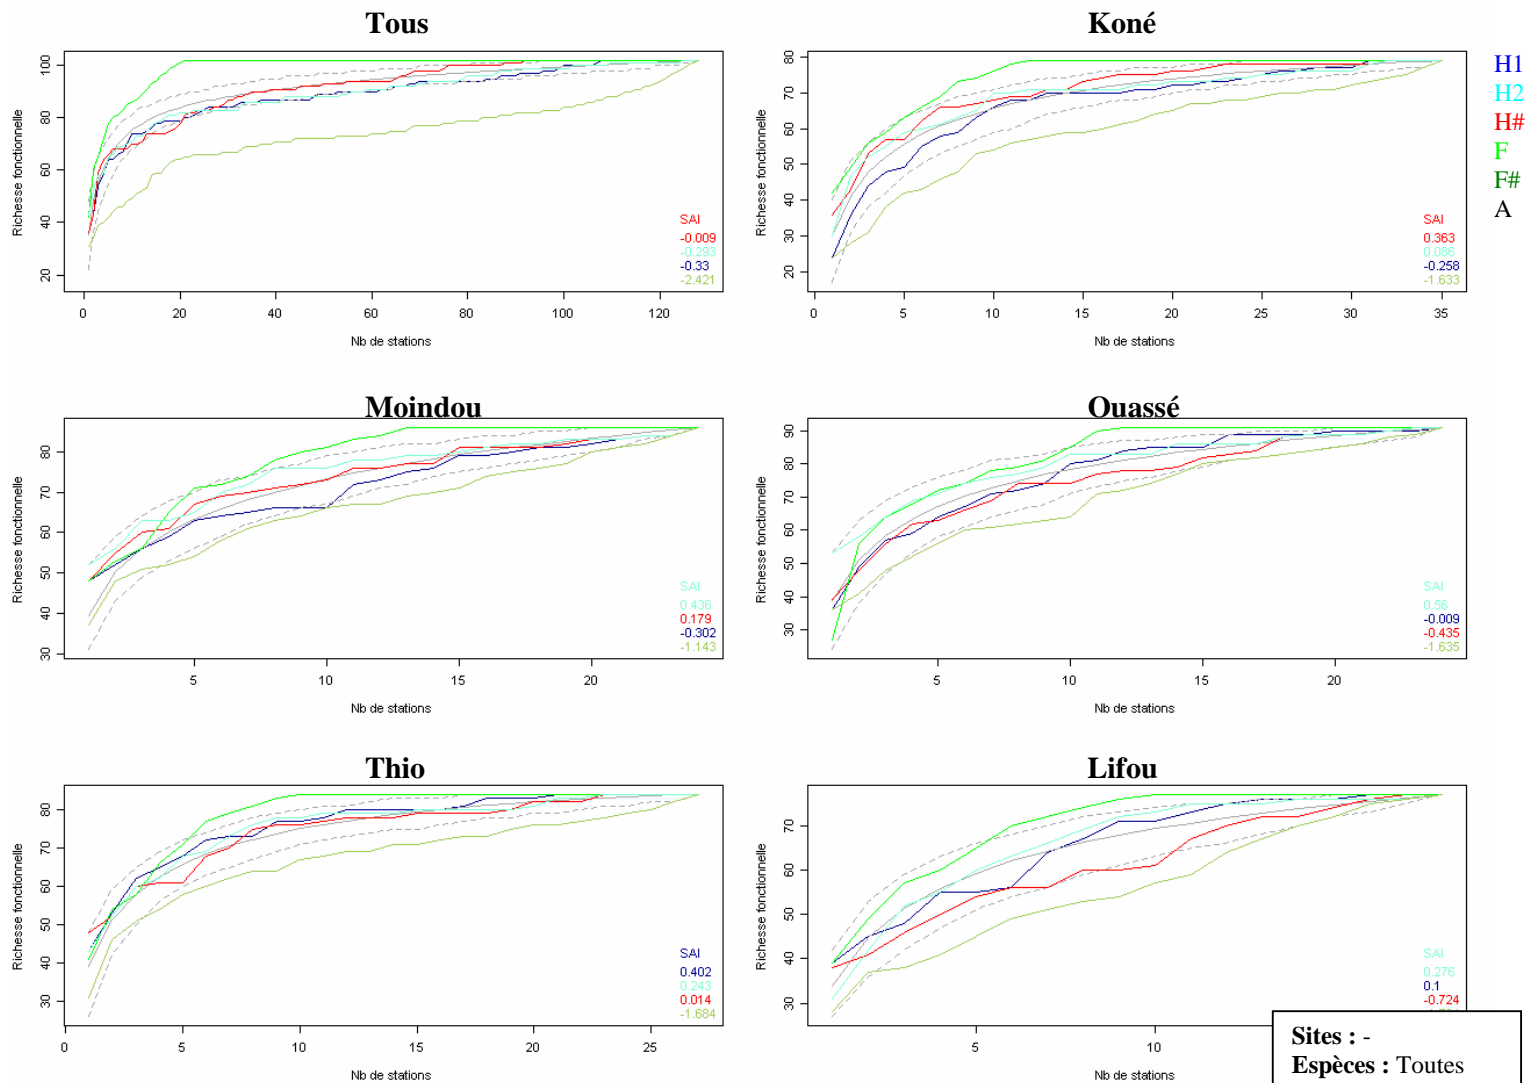 Tous
Richesse fonctionnelle
100
80
60
40
20
SAI
-0.009
-0.293
-0.33
-2.421
0 20 40 60 80 100 120
Nb de stations
Koné
Richesse fonctionnelle
80
70
60
50
40
30
20
SAI
0.363
0.066
-0.258
-1.633
0 5 10 15 20 25 30 35
Nb de stations
H1
H2
H#
F
F#
A
Moindou
Richesse fonctionnelle
80
70
60
50
40
30
SAI
0.436
0.179
-0.302
-1.143
5 10 15 20
Nb de stations
Ouassé
Richesse fonctionnelle
90
80
70
60
50
40
30
SAI
0.56
-0.009
-0.435
-1.635
5 10 15 20
Nb de stations
Thio
Richesse fonctionnelle
80
70
60
50
40
30
SAI
0.402
0.243
0.014
-1.684
0 5 10 15 20 25
Nb de stations
Lifou
Richesse fonctionnelle
70
60
50
40
30
SAI
0.276
0.1
-0.724
5 10
Nb de stations
Sites : -
Espèces : Toutes